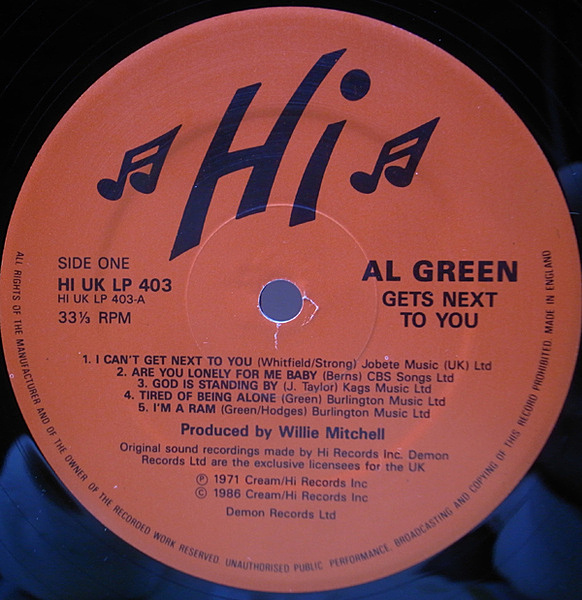 Hi
SIDE ONE
HI UK LP 403
HI UK LP 403-A
33⅓ RPM
AL GREEN
GETS NEXT
TO YOU
1. I CAN'T GET NEXT TO YOU (Whitfield/Strong) Jobete Music (UK) Ltd
2. ARE YOU LONELY FOR ME BABY (Berns) CBS Songs Ltd
3. GOD IS STANDING BY (J. Taylor) Kags Music Ltd
4. TIRED OF BEING ALONE (Green) Burlington Music Ltd
5. I'M A RAM (Green/Hodges) Burlington Music Ltd
Produced by Willie Mitchell
Original sound recordings made by Hi Records Inc. Demon
Records Ltd are the exclusive licensees for the UK
Ⓟ 1971 Cream/Hi Records Inc
© 1986 Cream/Hi Records Inc
Demon Records Ltd
ALL RIGHTS OF THE MANUFACTURER AND OF THE OWNER OF THE RECORDED WORK RESERVED. UNAUTHORISED PUBLIC PERFORMANCE, BROADCASTING AND COPYING OF THIS RECORD PROHIBITED. MADE IN ENGLAND